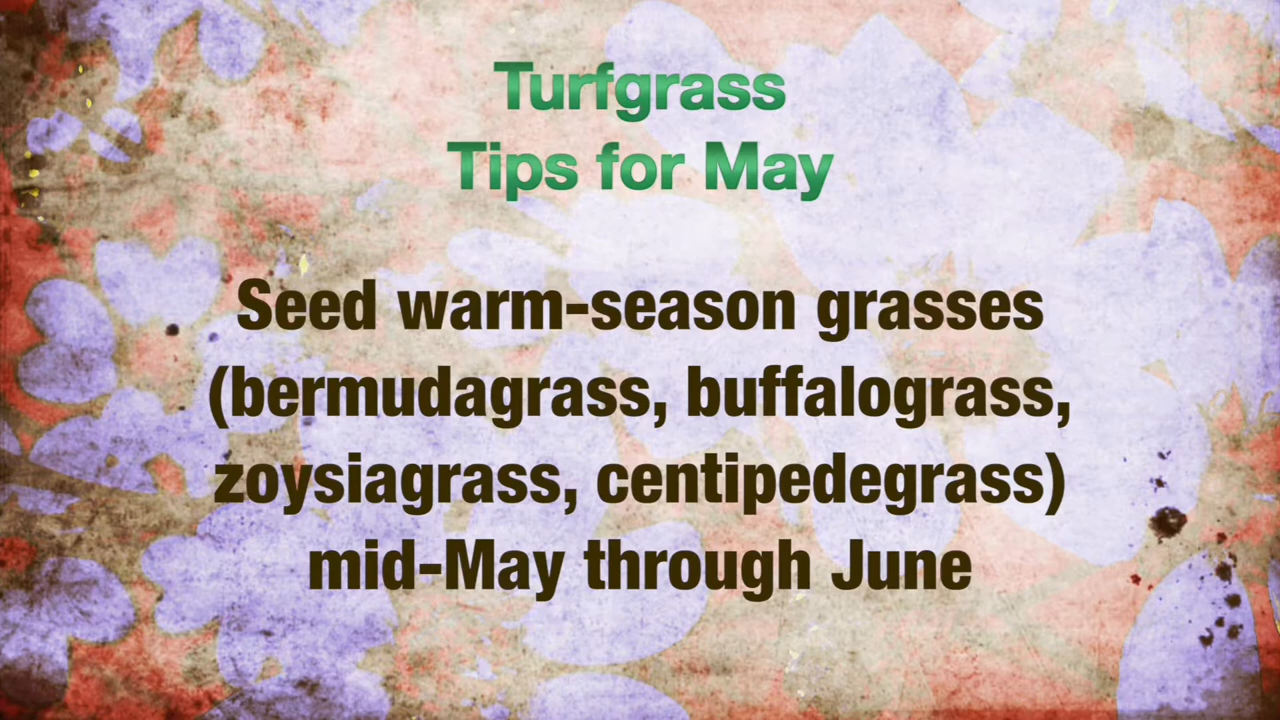 Turfgrass
Tips for May
Seed warm-season grasses
(bermudagrass, buffalograss,
zoysiagrass, centipedegrass)
mid-May through June